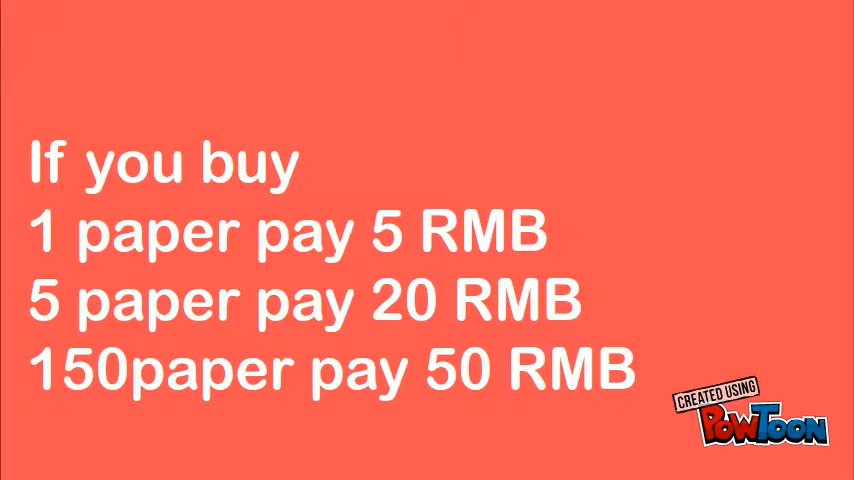 If you buy
1 paper pay 5 RMB
5 paper pay 20 RMB
150paper pay 50 RMB
CREATED USING
POWTOON